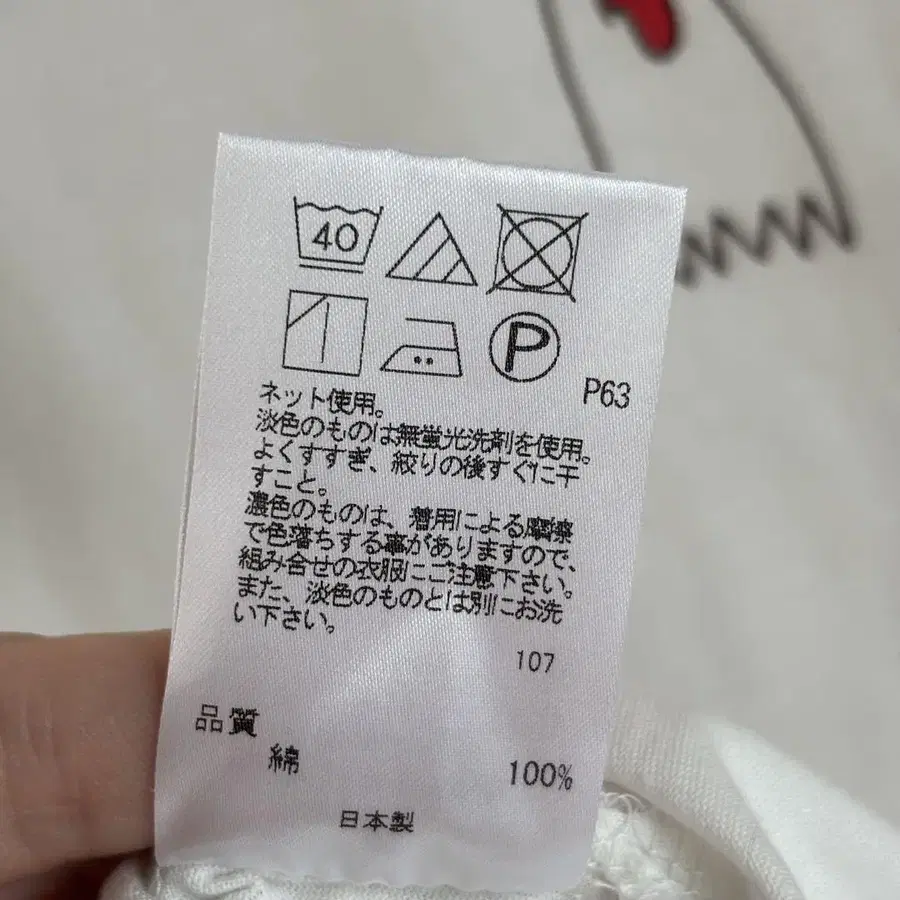 40
P
P63
ネット使用。
淡色のものは無蛍光洗剤を使用。
よくすすぎ、絞りの後すぐに干
すこと。
濃色のものは、着用による摩擦
で色落ちする事がありますので、
組み合せの衣服にご注意下さい。
また、淡色のものとは別にお洗
い下さい。
107
品質
綿 100%
日本製